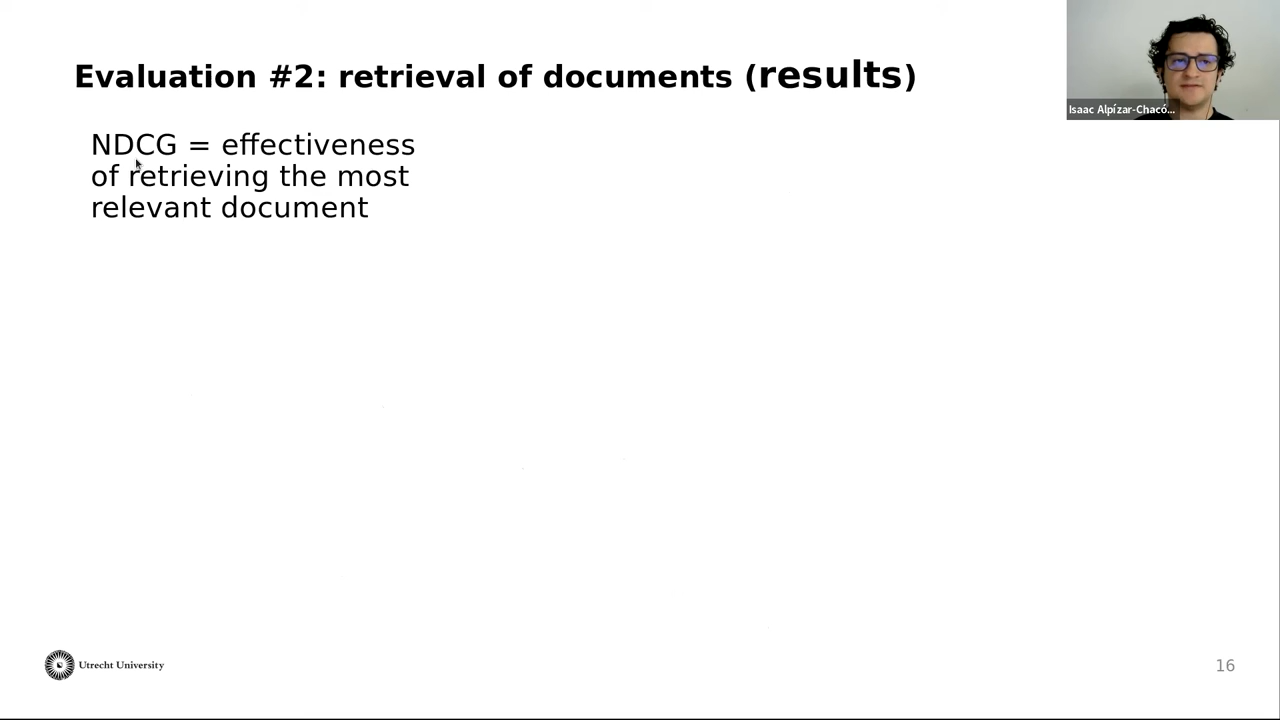 Evaluation #2: retrieval of documents (results)
Isaac Alpízar-Chacó...
NDCG = effectiveness
of retrieving the most
relevant document
Utrecht University
16